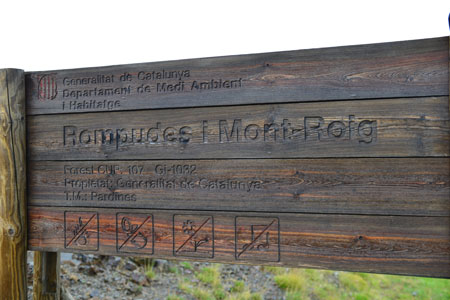 Generalitat de Catalunya
Departament de Medi Ambient
i Habitatge
Rompudes i Mont-Roig
Forest CUP: 107 Gi-1032
Propietat: Generalitat de Catalunya
T.M.: Pardines